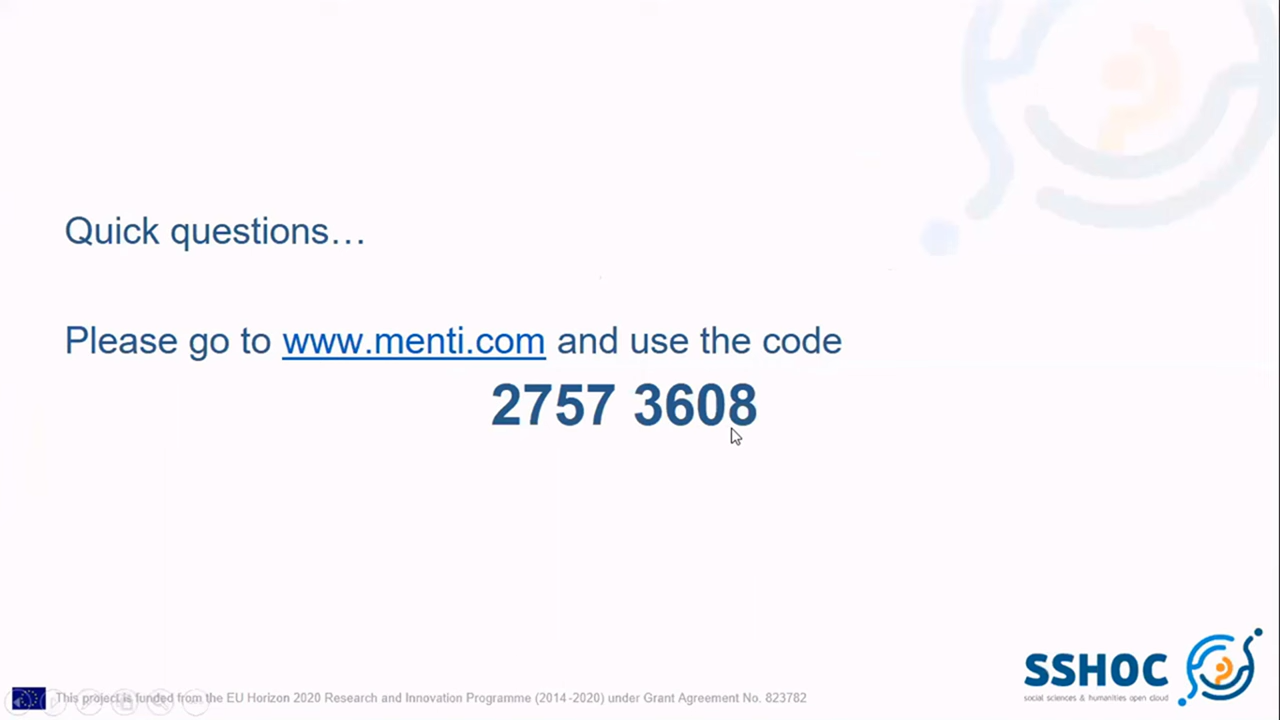 Quick questions…
Please go to www.menti.com and use the code
2757 3608
SSHOC
social sciences & humanities open cloud
This project is funded from the EU Horizon 2020 Research and Innovation Programme (2014-2020) under Grant Agreement No. 823782